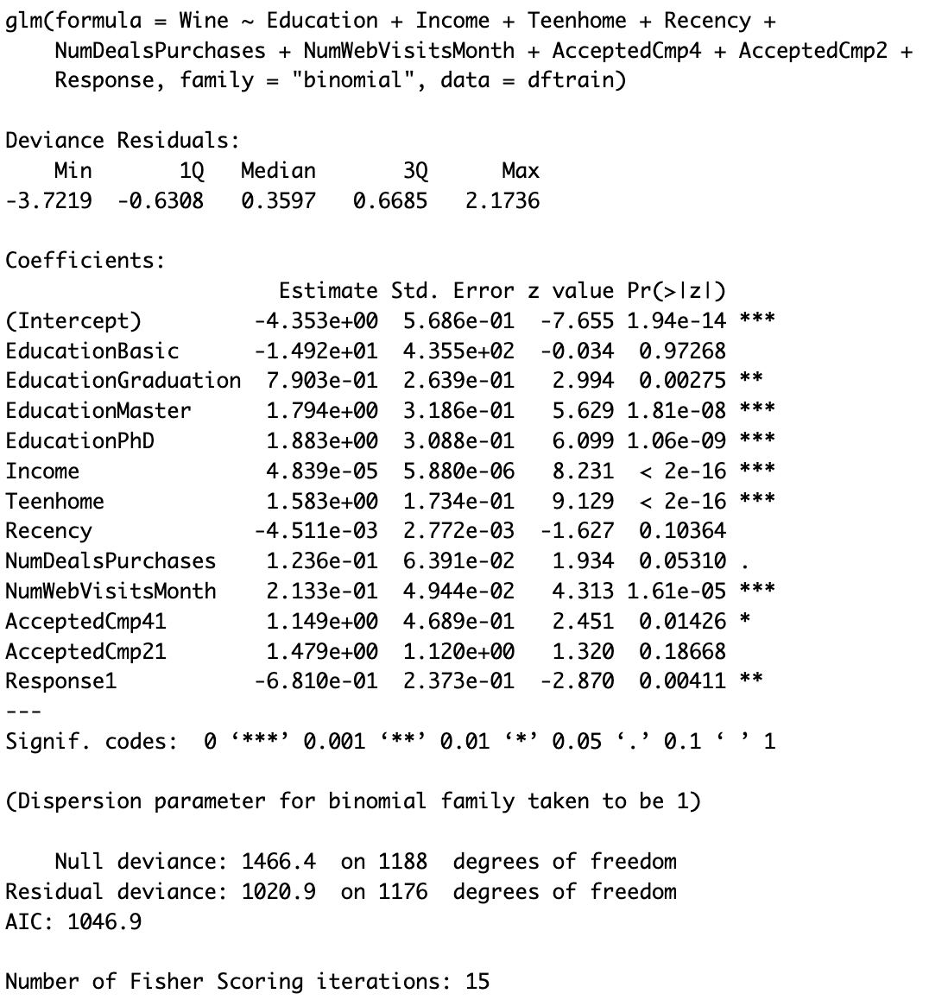 glm(formula = Wine ~ Education + Income + Teenhome + Recency +
    NumDealsPurchases + NumWebVisitsMonth + AcceptedCmp4 + AcceptedCmp2 +
    Response, family = "binomial", data = dftrain)

Deviance Residuals:
    Min       1Q   Median       3Q      Max
-3.7219  -0.6308   0.3597   0.6685   2.1736

Coefficients:
                      Estimate Std. Error z value Pr(>|z|)
(Intercept)         -4.353e+00  5.686e-01  -7.655 1.94e-14 ***
EducationBasic      -1.492e+01  4.355e+02  -0.034  0.97268
EducationGraduation  7.903e-01  2.639e-01   2.994  0.00275 **
EducationMaster      1.794e+00  3.186e-01   5.629 1.81e-08 ***
EducationPhD         1.883e+00  3.088e-01   6.099 1.06e-09 ***
Income               4.839e-05  5.880e-06   8.231  < 2e-16 ***
Teenhome             1.583e+00  1.734e-01   9.129  < 2e-16 ***
Recency             -4.511e-03  2.772e-03  -1.627  0.10364
NumDealsPurchases    1.236e-01  6.391e-02   1.934  0.05310 .
NumWebVisitsMonth    2.133e-01  4.944e-02   4.313 1.61e-05 ***
AcceptedCmp41        1.149e+00  4.689e-01   2.451  0.01426 *
AcceptedCmp21        1.479e+00  1.120e+00   1.320  0.18668
Response1           -6.810e-01  2.373e-01  -2.870  0.00411 **
---
Signif. codes:  0 ‘***’ 0.001 ‘**’ 0.01 ‘*’ 0.05 ‘.’ 0.1 ‘ ’ 1

(Dispersion parameter for binomial family taken to be 1)

    Null deviance: 1466.4  on 1188  degrees of freedom
Residual deviance: 1020.9  on 1176  degrees of freedom
AIC: 1046.9

Number of Fisher Scoring iterations: 15